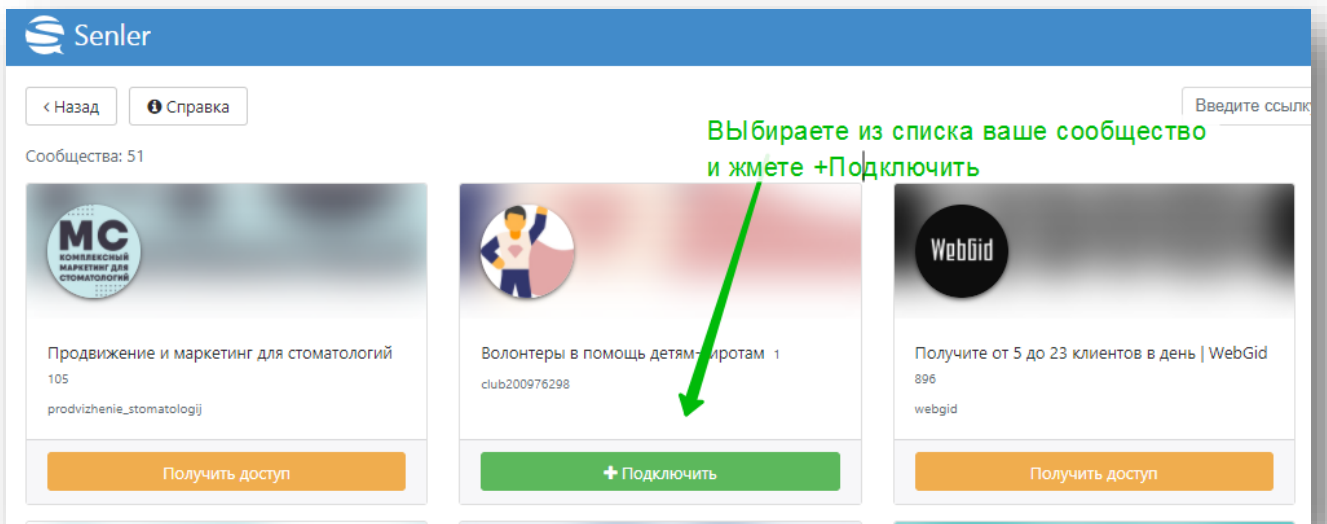 Senler
< Назад
Справка
Введите ссылк
ВЫбираете из списка ваше сообщество
и жмете +Подключить
Сообщества: 51
МС
КОМПЛЕКСНЫЙ
МАРКЕТИНГ ДЛЯ
СТОМАТОЛОГИЙ
WebGid
Продвижение и маркетинг для стоматологий
105
prodvizhenie_stomatologij
Волонтеры в помощь детям-сиротам 1
club200976298
Получите от 5 до 23 клиентов в день | WebGid
896
webgid
Получить доступ
+ Подключить
Получить доступ